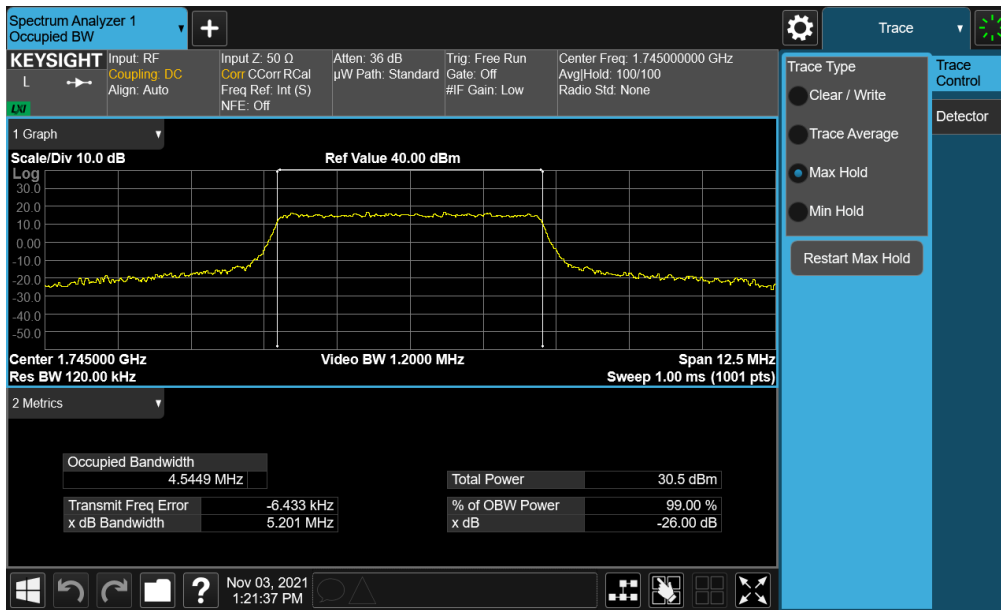 Spectrum Analyzer 1
Occupied BW
Trace
KEYSIGHT
L
LXI
Input: RF
Coupling: DC
Align: Auto
Input Z: 50 Ω
Corr CCorr RCal
Freq Ref: Int (S)
NFE: Off
Atten: 36 dB
µW Path: Standard
Trig: Free Run
Gate: Off
#IF Gain: Low
Center Freq: 1.745000000 GHz
Avg|Hold: 100/100
Radio Std: None
Trace Type
Clear / Write
Trace Average
Max Hold
Min Hold
Restart Max Hold
Trace
Control
Detector
1 Graph
Scale/Div 10.0 dB
Ref Value 40.00 dBm
Log
30.0
20.0
10.0
0.00
-10.0
-20.0
-30.0
-40.0
-50.0
Center 1.745000 GHz
Video BW 1.2000 MHz
Span 12.5 MHz
Res BW 120.00 kHz
Sweep 1.00 ms (1001 pts)
2 Metrics
Occupied Bandwidth
4.5449 MHz
Total Power 30.5 dBm
Transmit Freq Error -6.433 kHz
% of OBW Power 99.00 %
x dB Bandwidth 5.201 MHz
x dB -26.00 dB
?
Nov 03, 2021
1:21:37 PM